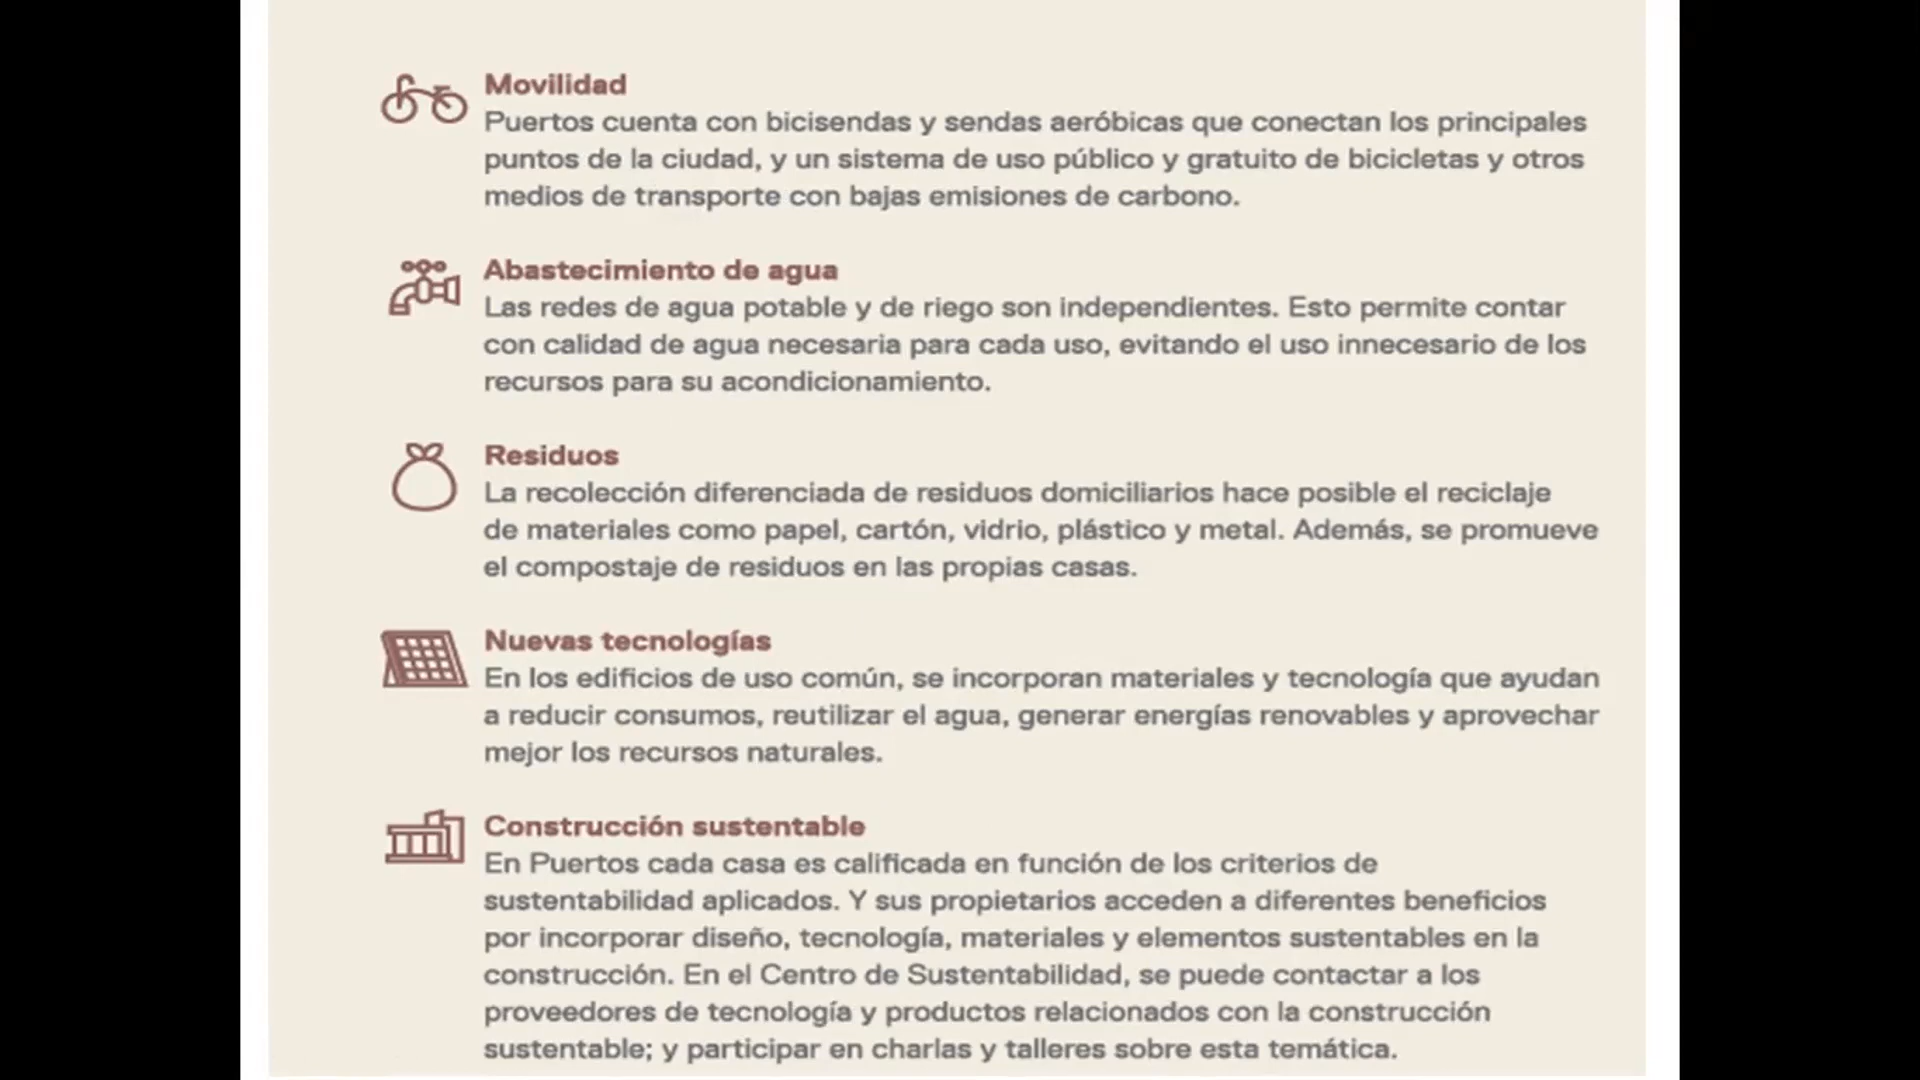 Movilidad
Puertos cuenta con bicisendas y sendas aeróbicas que conectan los principales
puntos de la ciudad, y un sistema de uso público y gratuito de bicicletas y otros
medios de transporte con bajas emisiones de carbono.
Abastecimiento de agua
Las redes de agua potable y de riego son independientes. Esto permite contar
con calidad de agua necesaria para cada uso, evitando el uso innecesario de los
recursos para su acondicionamiento.
Residuos
La recolección diferenciada de residuos domiciliarios hace posible el reciclaje
de materiales como papel, cartón, vidrio, plástico y metal. Además, se promueve
el compostaje de residuos en las propias casas.
Nuevas tecnologías
En los edificios de uso común, se incorporan materiales y tecnología que ayudan
a reducir consumos, reutilizar el agua, generar energías renovables y aprovechar
mejor los recursos naturales.
Construcción sustentable
En Puertos cada casa es calificada en función de los criterios de
sustentabilidad aplicados. Y sus propietarios acceden a diferentes beneficios
por incorporar diseño, tecnología, materiales y elementos sustentables en la
construcción. En el Centro de Sustentabilidad, se puede contactar a los
proveedores de tecnología y productos relacionados con la construcción
sustentable; y participar en charlas y talleres sobre esta temática.